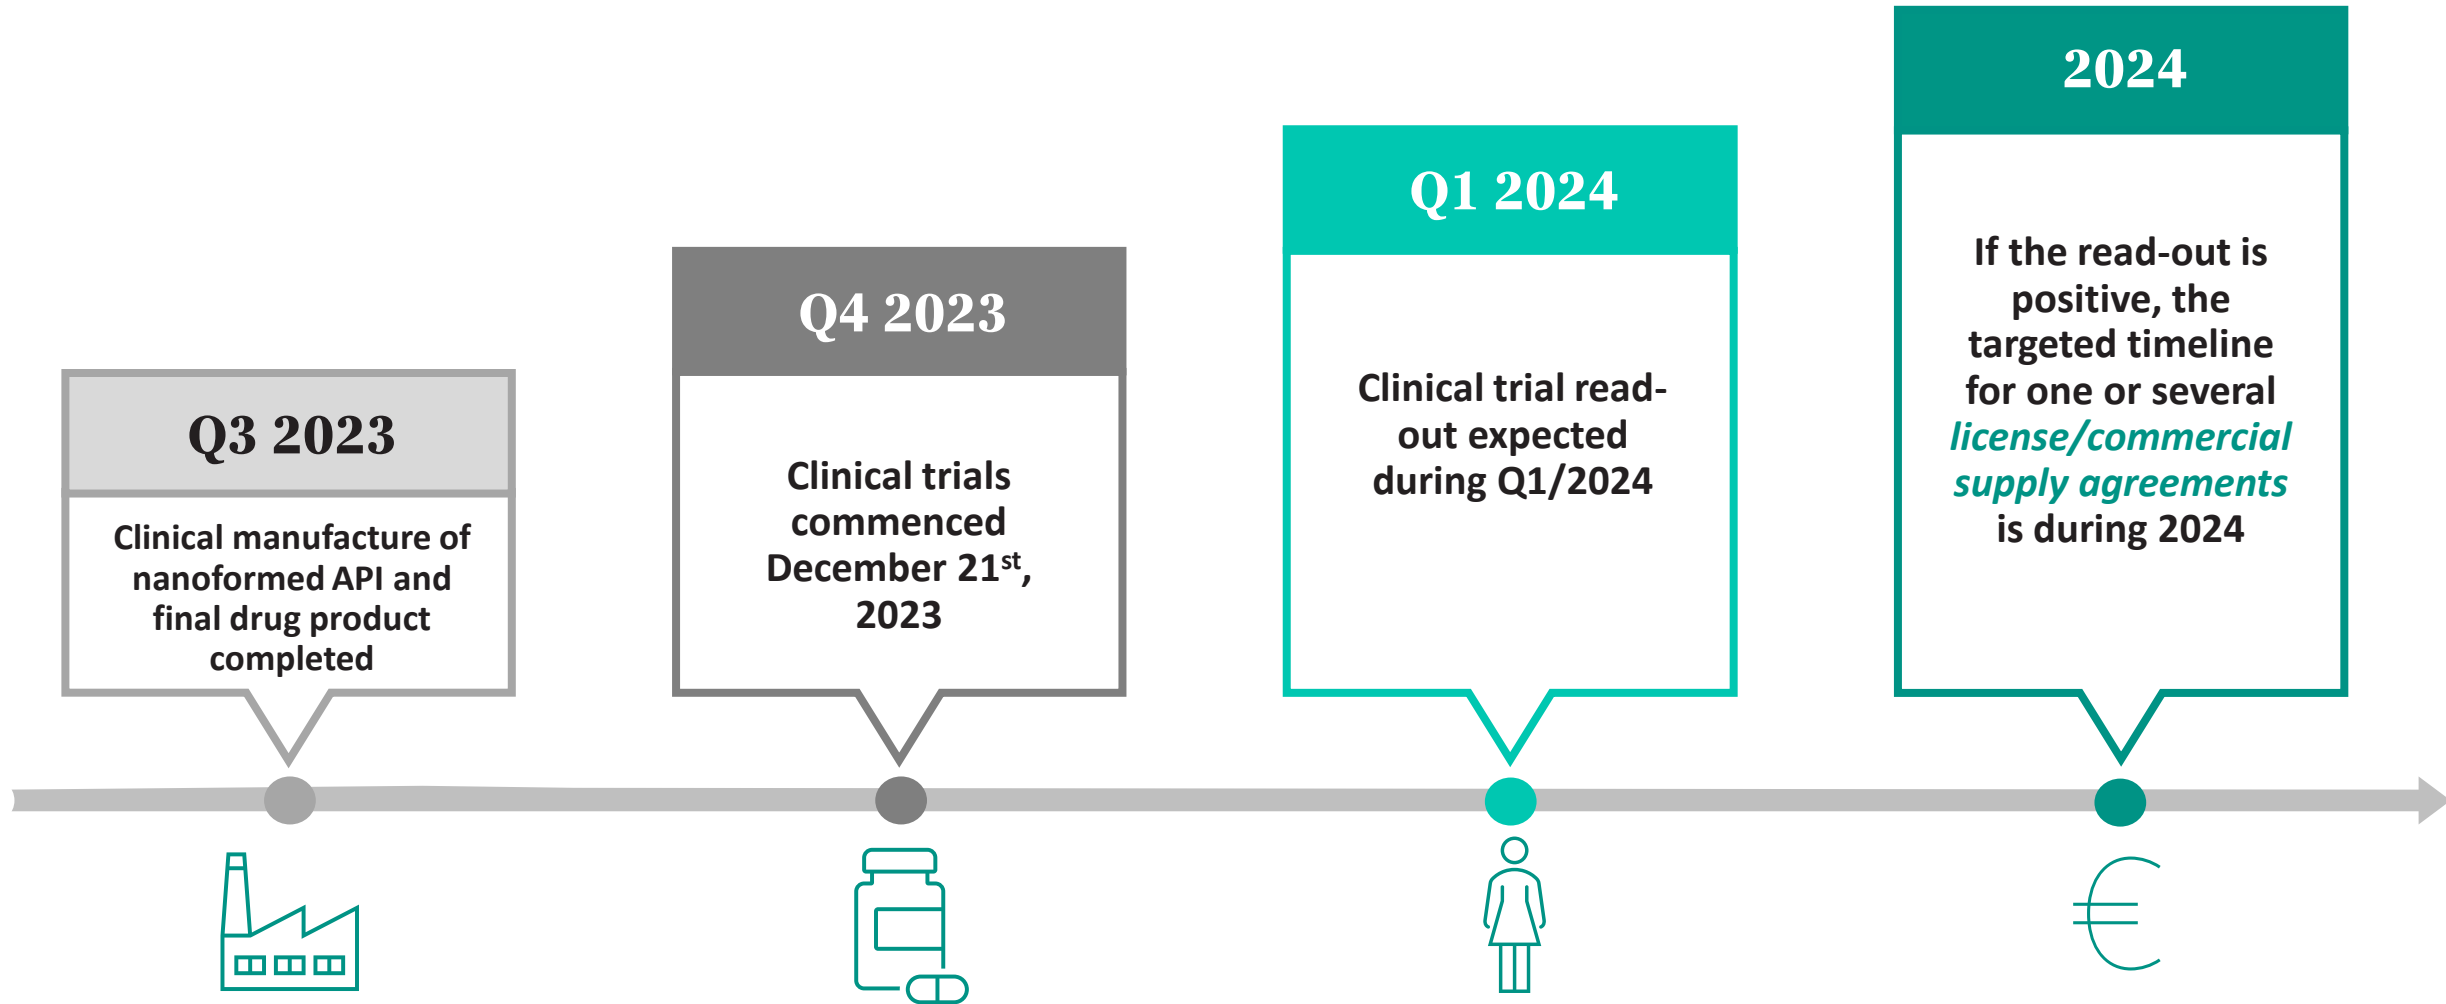 Q3 2023
Clinical manufacture of
nanoformed API and
final drug product
completed
Q4 2023
Clinical trials
commenced
December 21st,
2023
Q1 2024
Clinical trial read-
out expected
during Q1/2024
2024
If the read-out is
positive, the
targeted timeline
for one or several
license/commercial
supply agreements
is during 2024
€